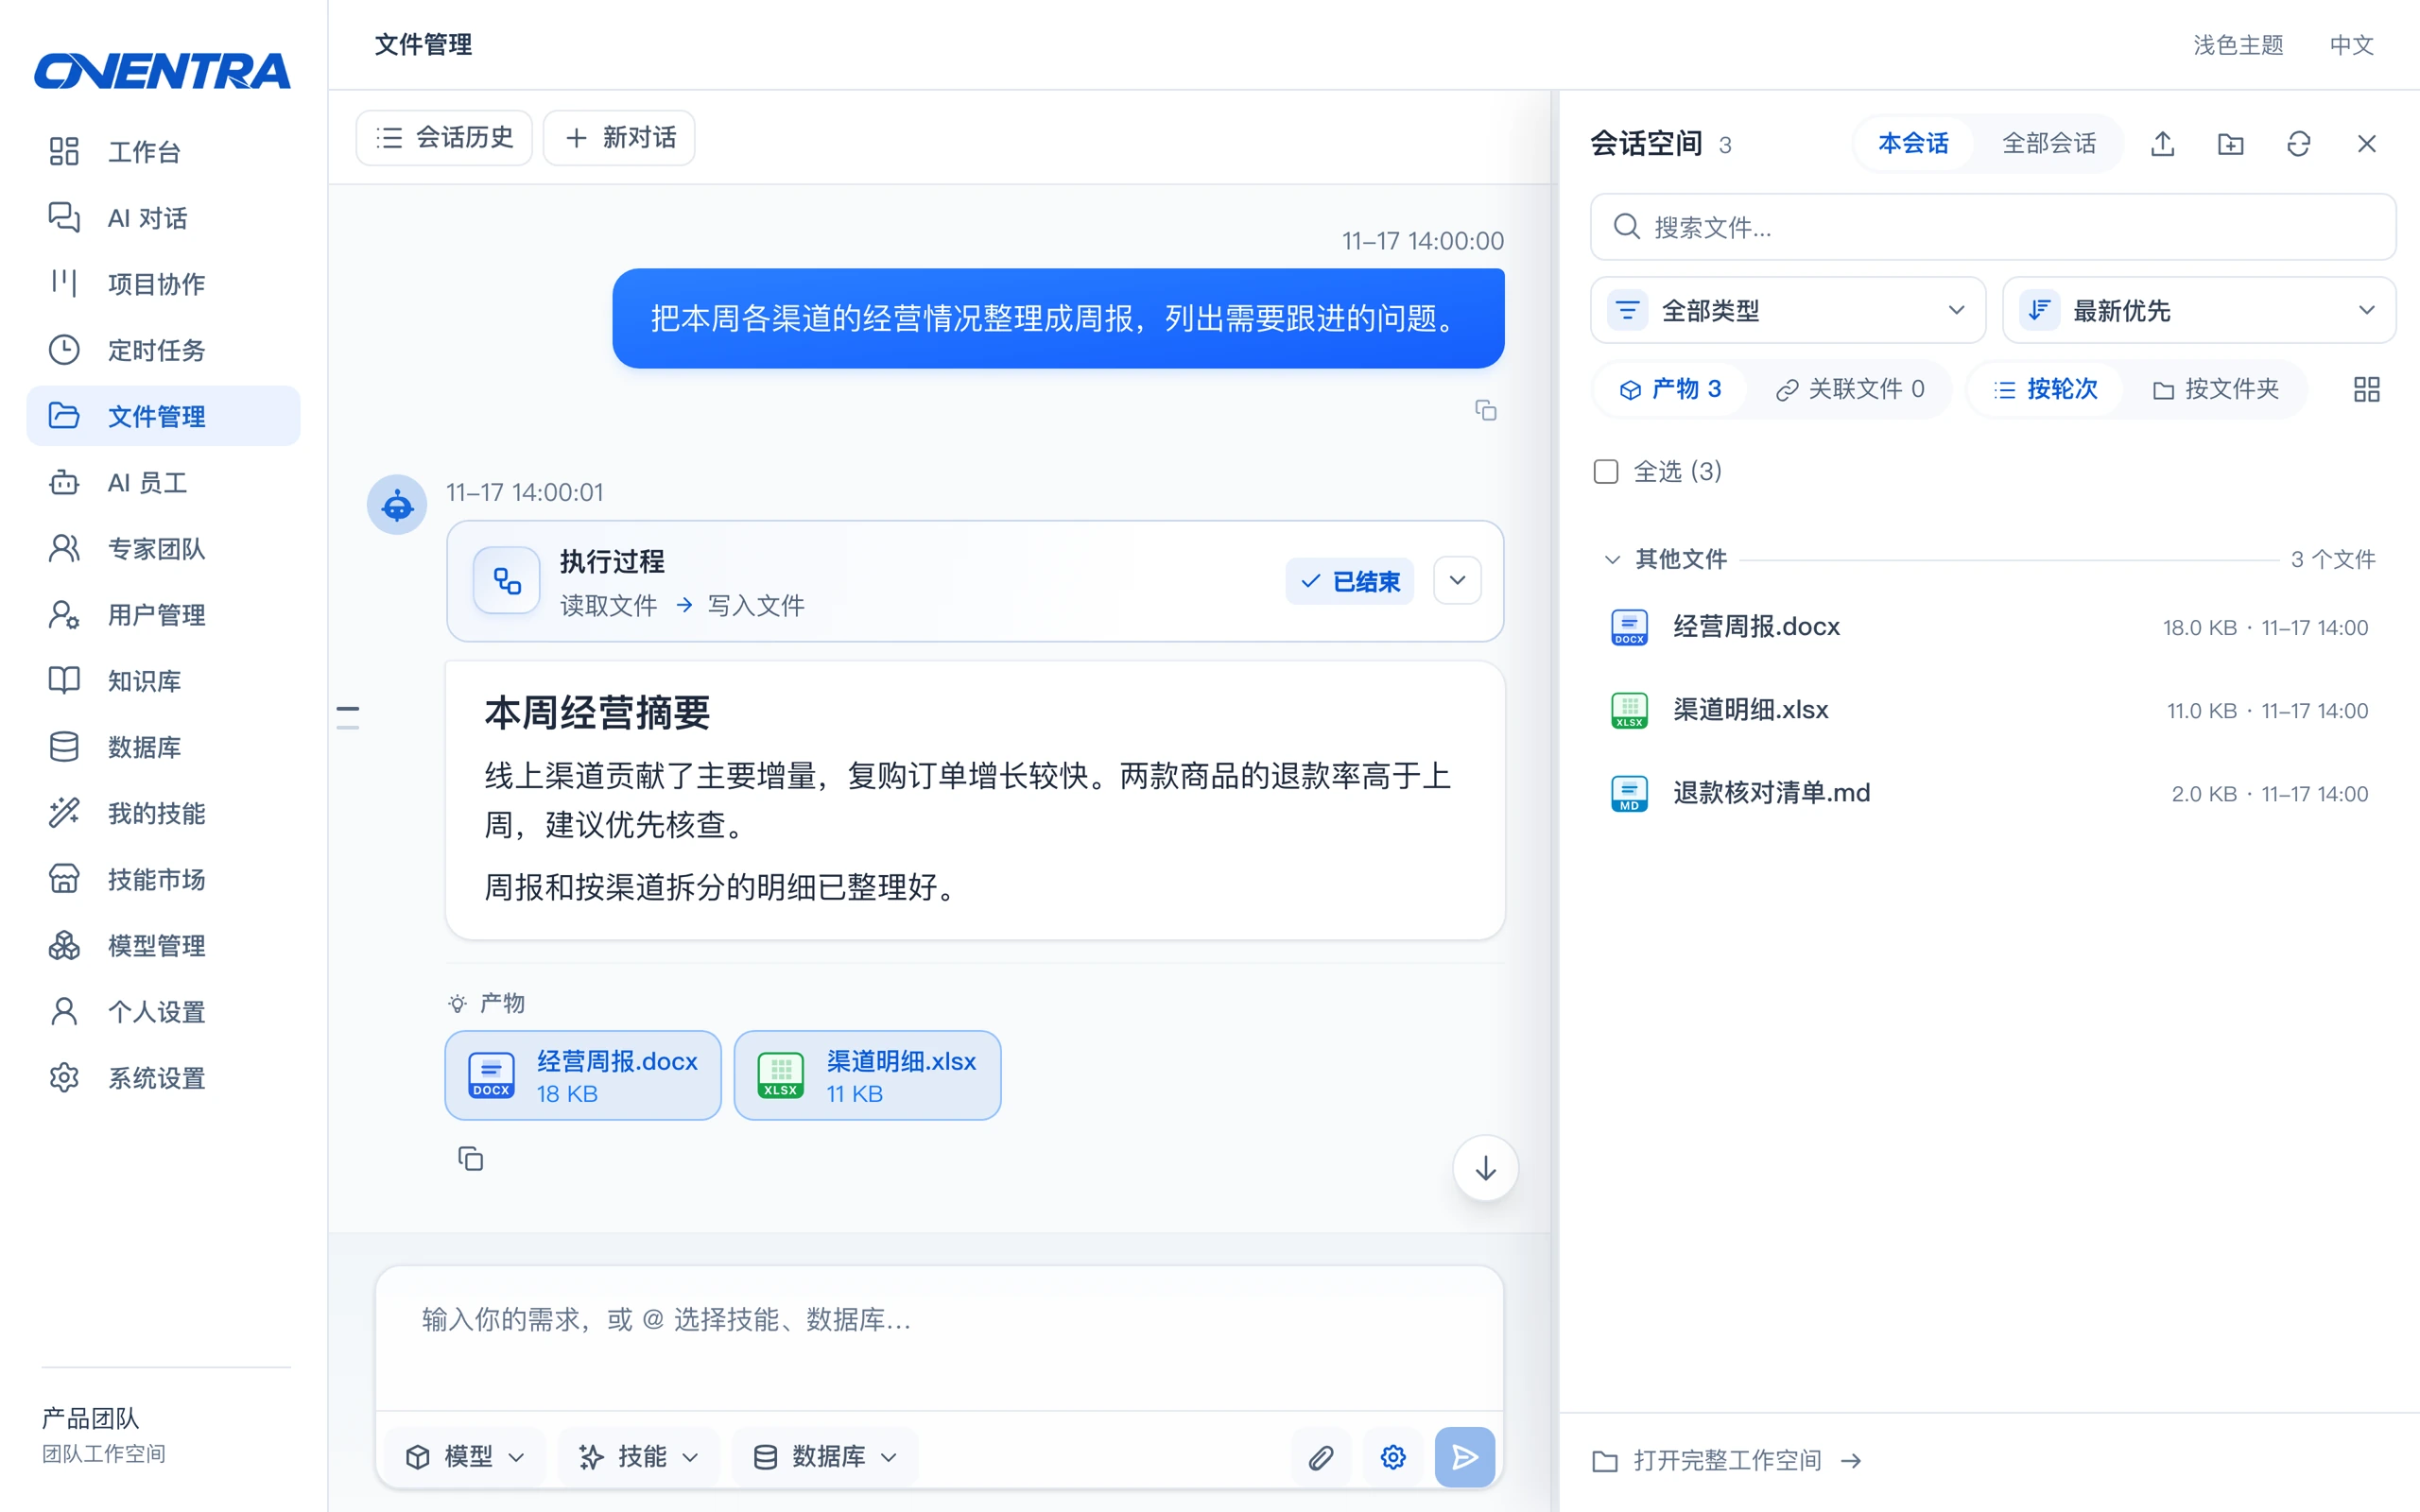 ONENTRA
工作台
AI 对话
项目协作
定时任务
文件管理
AI 员工
专家团队
用户管理
知识库
数据库
我的技能
技能市场
模型管理
个人设置
系统设置
产品团队
团队工作空间
文件管理
浅色主题
中文
会话历史
新对话
11-17 14:00:00
把本周各渠道的经营情况整理成周报，列出需要跟进的问题。
11-17 14:00:01
执行过程
读取文件 → 写入文件
已结束
本周经营摘要
线上渠道贡献了主要增量，复购订单增长较快。两款商品的退款率高于上
周，建议优先核查。
周报和按渠道拆分的明细已整理好。
产物
DOCX
经营周报.docx
18 KB
XLSX
渠道明细.xlsx
11 KB
输入你的需求，或 @ 选择技能、数据库...
模型
技能
数据库
会话空间 3
本会话
全部会话
搜索文件...
全部类型
最新优先
产物 3
关联文件 0
按轮次
按文件夹
全选 (3)
其他文件
3 个文件
DOCX
经营周报.docx
18.0 KB · 11-17 14:00
XLSX
渠道明细.xlsx
11.0 KB · 11-17 14:00
MD
退款核对清单.md
2.0 KB · 11-17 14:00
打开完整工作空间 →